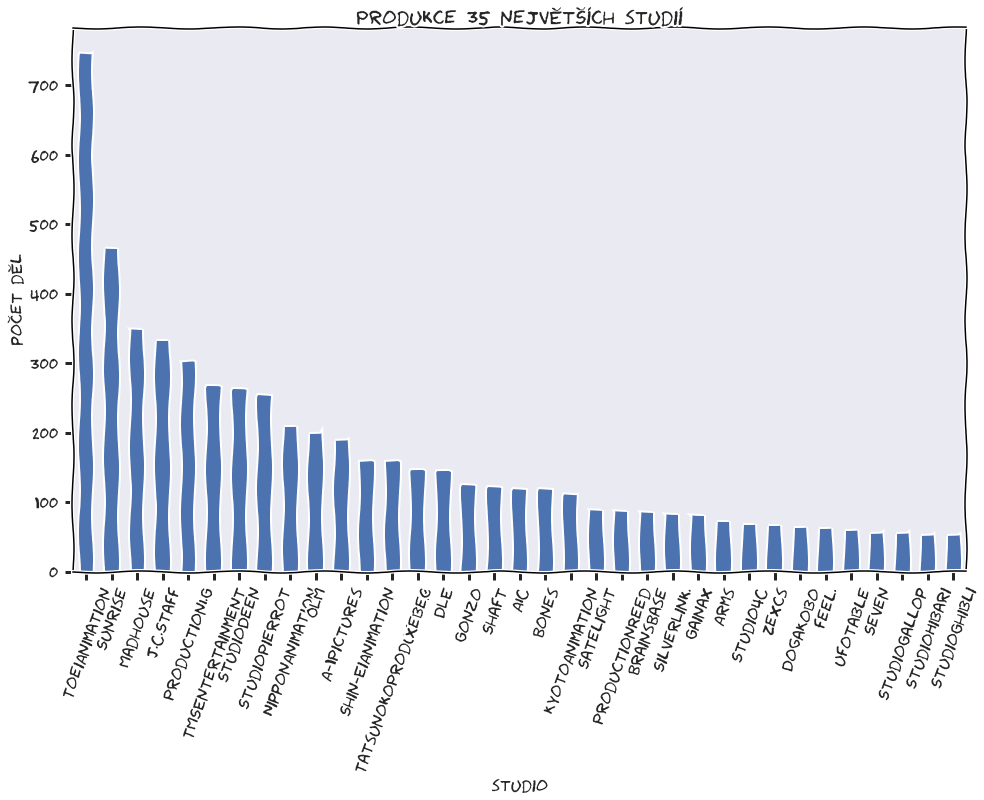 PRODUKCE 35 NEJVĚTŠÍCH STUDIÍ
POČET DĚL
700
600
500
400
300
200
100
0
TOEIANIMATION
SUNRISE
MADHOUSE
J.C.STAFF
PRODUCTIONI.G
TMSENTERTAINMENT
STUDIODEEN
STUDIOPIERROT
NIPPONANIMATION
OLM
A-1PICTURES
SHIN-EIANIMATION
TATSUNOKOPRODUCTION
XEBEC
DLE
GONZO
SHAFT
AIC
BONES
KYOTOANIMATION
SATELIGHT
PRODUCTIONREED
BRAINSBASE
SILVERLINK.
GAINAX
ARMS
STUDIO4C
ZEXCS
DOGAKOBO
FEEL.
UFOTABLE
SEVEN
STUDIOGALLOP
STUDIOHIBARI
STUDIOGHIBLI
STUDIO